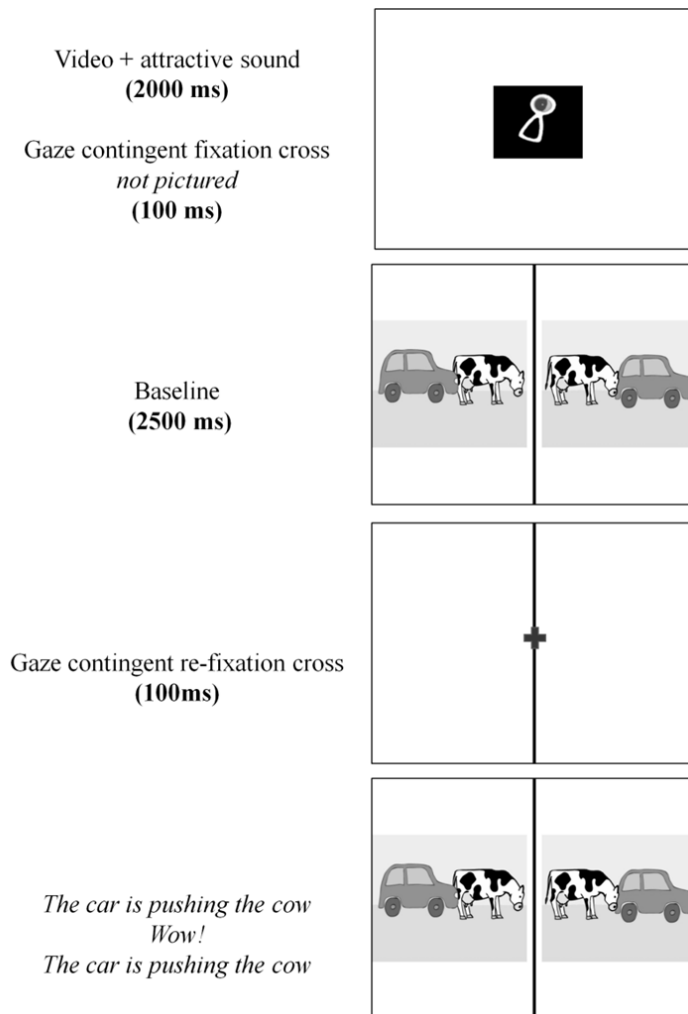 Video + attractive sound
(2000 ms)
Gaze contingent fixation cross
not pictured
(100 ms)
Baseline
(2500 ms)
Gaze contingent re-fixation cross
(100ms)
The car is pushing the cow
Wow!
The car is pushing the cow